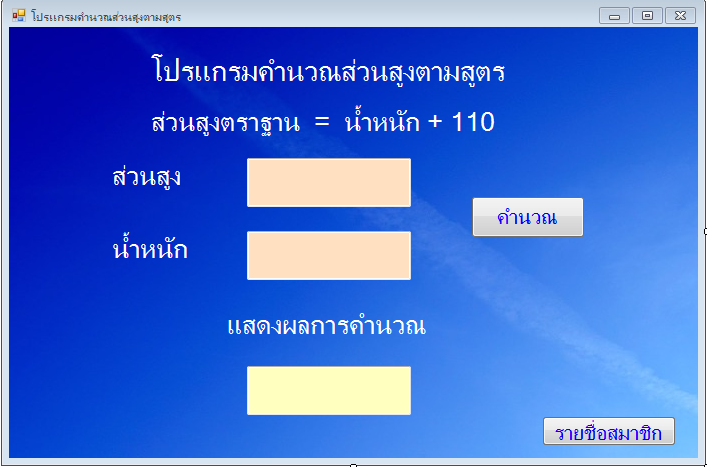 โปรแกรมคำนวณส่วนสูงตามสูตร
โปรแกรมคำนวณส่วนสูงตามสูตร
ส่วนสูงตราฐาน = น้ำหนัก + 110
ส่วนสูง
คำนวณ
น้ำหนัก
แสดงผลการคำนวณ
รายชื่อสมาชิก